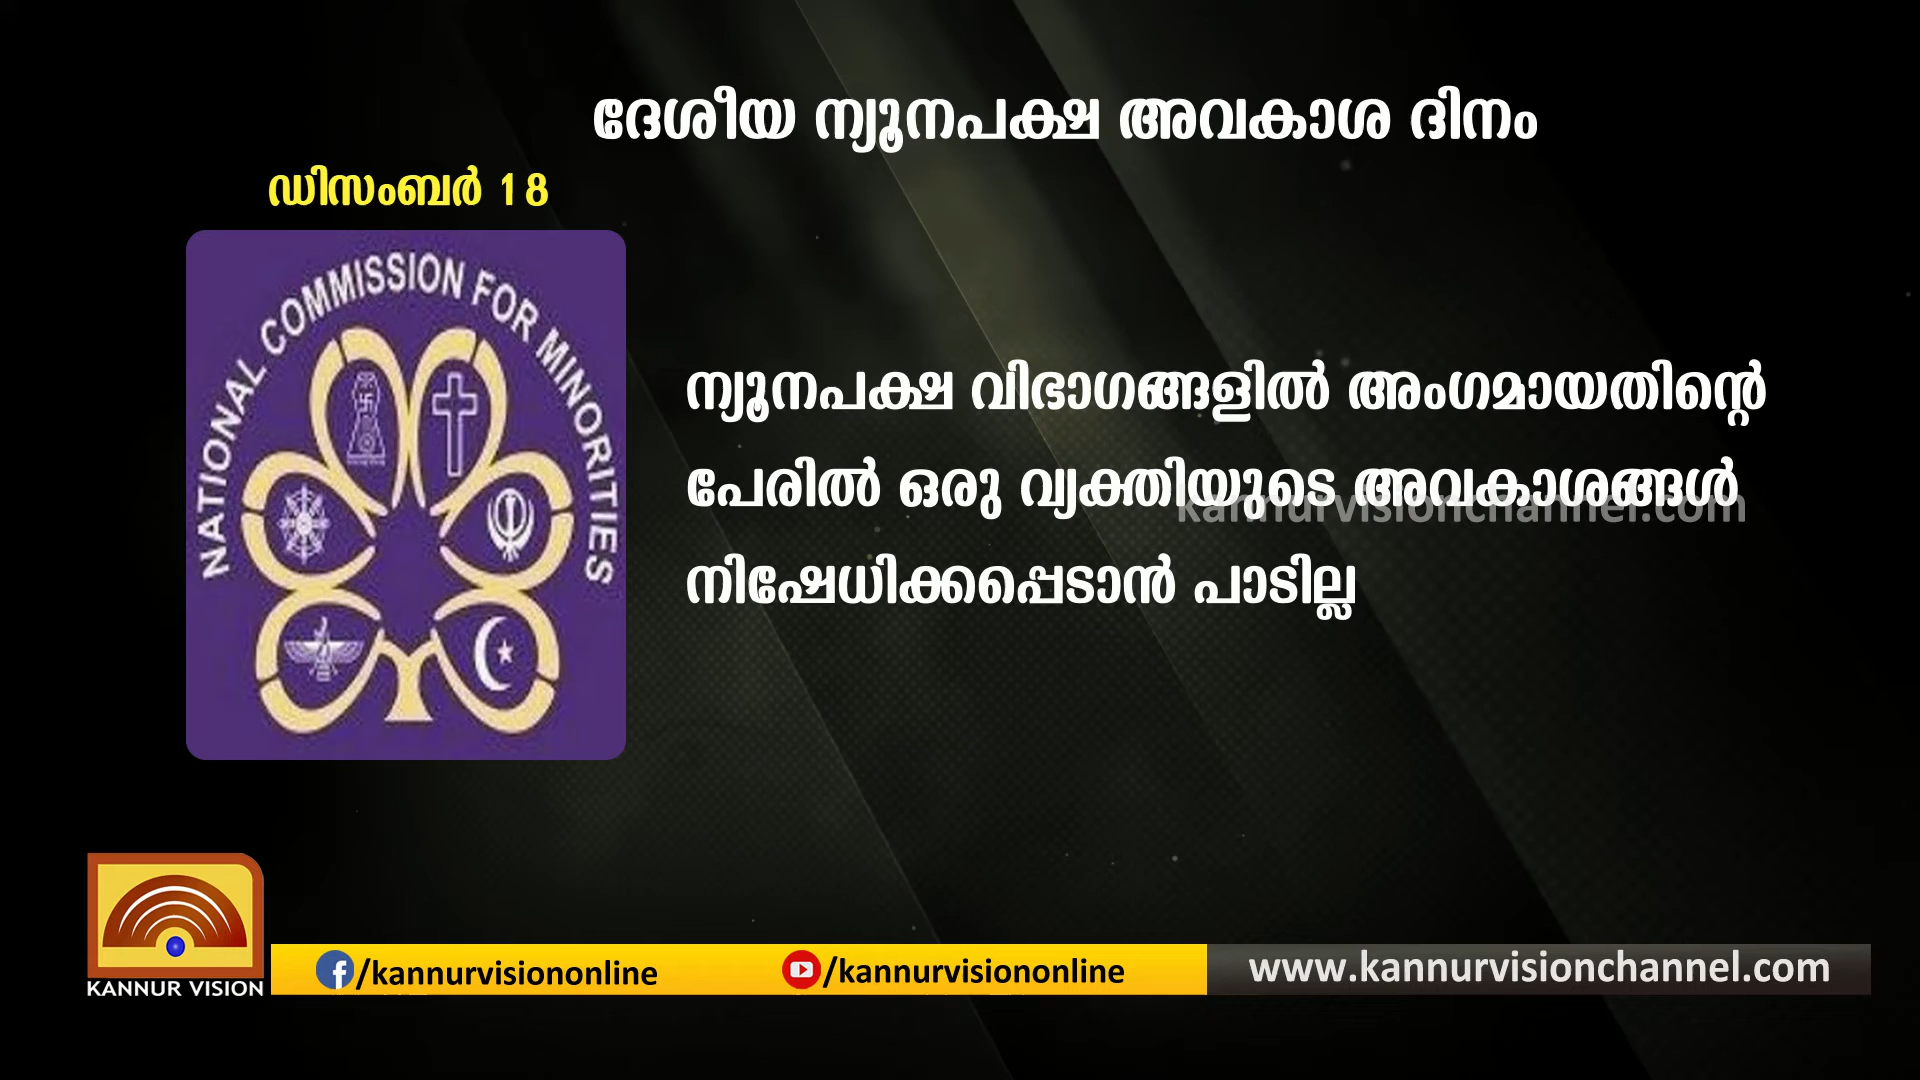 ദേശീയ ന്യൂനപക്ഷ അവകാശ ദിനം
ഡിസംബർ 18
NATIONAL COMMISSION FOR MINORITIES
ന്യൂനപക്ഷ വിഭാഗങ്ങളിൽ അംഗമായതിന്റെ
പേരിൽ ഒരു വ്യക്തിയുടെ അവകാശങ്ങൾ
kannurvisionchannel.com
നിഷേധിക്കപ്പെടാൻ പാടില്ല
KANNUR VISION
/kannurvisiononline
/kannurvisiononline
www.kannurvisionchannel.com